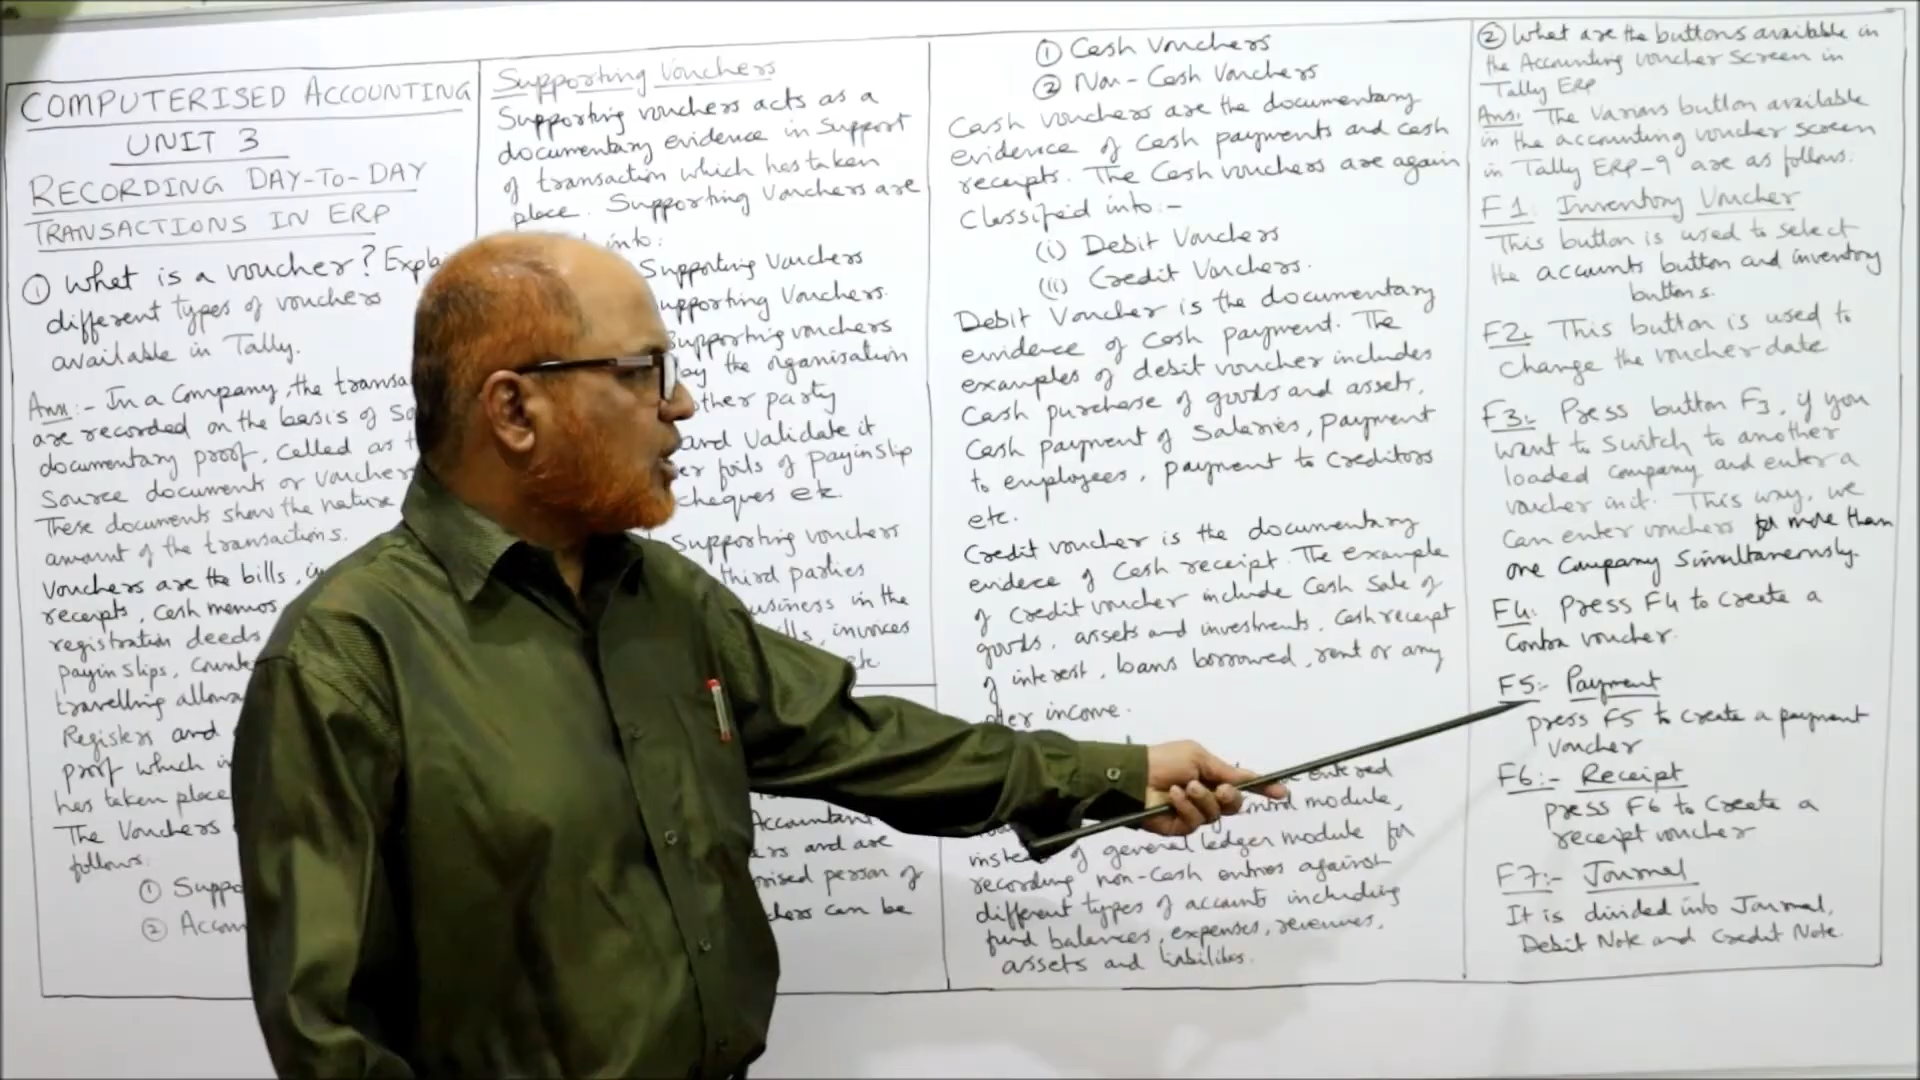 COMPUTERISED ACCOUNTING
UNIT 3
RECORDING DAY-TO-DAY
TRANSACTIONS IN ERP
① What is a voucher? Explai
different types of vouchers
available in Tally.
Ans:- In a Company, the transa
are recorded on the basis of So
documentary proof, Called as
Source documents or voucher
These documents show the nature
amount of the transactions.
Vouchers are the bills, in
receipts, Cash memos
registration deeds
Payin Slips, Counte
travelling allowa
Registers and
proof which i
has taken place
The Vouchers
follows:
① Suppo
② Accoun
Supporting Vouchers
Supporting vouchers acts as a
documentary evidence in Support
of transaction which has taken
place. Supporting Vouchers are
into:
Supporting Vouchers
upporting Vouchers.
Supporting vouchers
by the organisation
other party
and Validate it
er foils of payinslip
cheques etc.
Supporting vouchers
third parties
usiness in the
lls, invoices
etc
Accountant
rs and are
orised person of
chers can be
① Cash Vouchers
② Non-Cash Vouchers
Cash vouchers are the documentary
evidence of Cash payments and cash
receipts. The Cash vouchers are again
Classified into:-
(i) Debit Vouchers
(ii) Credit Vouchers.
Debit Voucher is the documentary
evidence of Cash payment. The
examples of debit voucher includes
Cash purchase of goods and assets,
Cash payment of Salaries, payment
to employees, payment to Creditors
etc.
Credit voucher is the documentary
evidece of Cash receipt. The example
of Credit voucher include Cash Sale of
goods, assets and investments, Cash receipt
of interest, loans borrowed, rent or any
other income.
entered
module,
instead of general ledger module for
recording non-Cash entries against
different types of accounts including
fund balances, expenses, revenues,
assets and liabilities.
② What are the buttons available in
the Accounting voucher Screen in
Tally ERP
Ans: The Various button available
in the accounting voucher screen
in Tally ERP-9 are as follows:
F1: Inventory Voucher
This button is used to select
the accounts button and inventory
buttons.
F2: This button is used to
change the voucher date
F3:- Press button F3, if you
want to Switch to another
loaded Company and enter a
voucher in it. This way, we
Can enter vouchers for more than
one Company Simultaneously.
F4: Press F4 to Create a
Contra voucher.
F5:- Payment
press F5 to Create a payment
Voucher
F6:- Receipt
press F6 to Create a
receipt voucher
F7:- Journal
It is divided into Journal,
Debit Note and Credit Note.